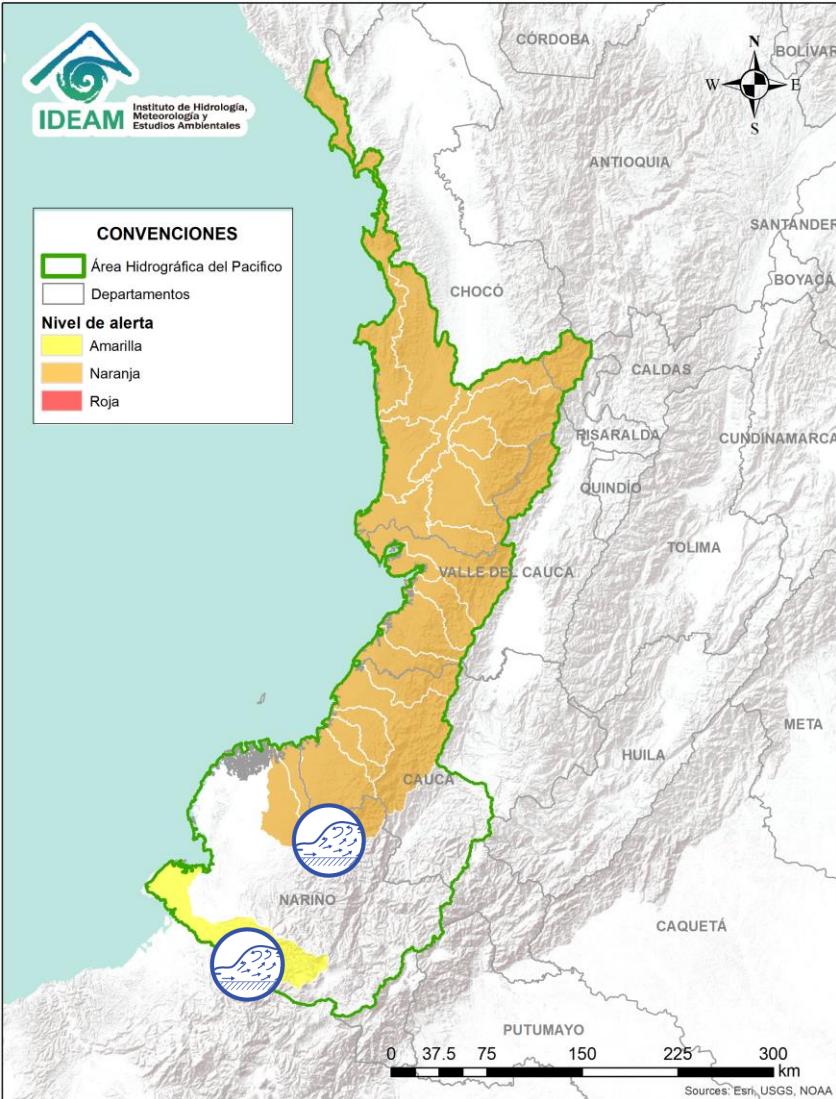 IDEAM
Instituto de Hidrología,
Meteorología y
Estudios Ambientales
N
W
E
S
CÓRDOBA
BOLÍVAR
ANTIOQUIA
SANTANDER
BOYACÁ
CONVENCIONES
Área Hidrográfica del Pacifico
Departamentos
Nivel de alerta
Amarilla
Naranja
Roja
CHOCÓ
CALDAS
RISARALDA
CUNDINAMARCA
QUINDÍO
TOLIMA
VALLE DEL CAUCA
META
HUILA
CAUCA
NARIÑO
CAQUETÁ
PUTUMAYO
0 37.5 75 150 225 300
km
Sources: Esri, USGS, NOAA